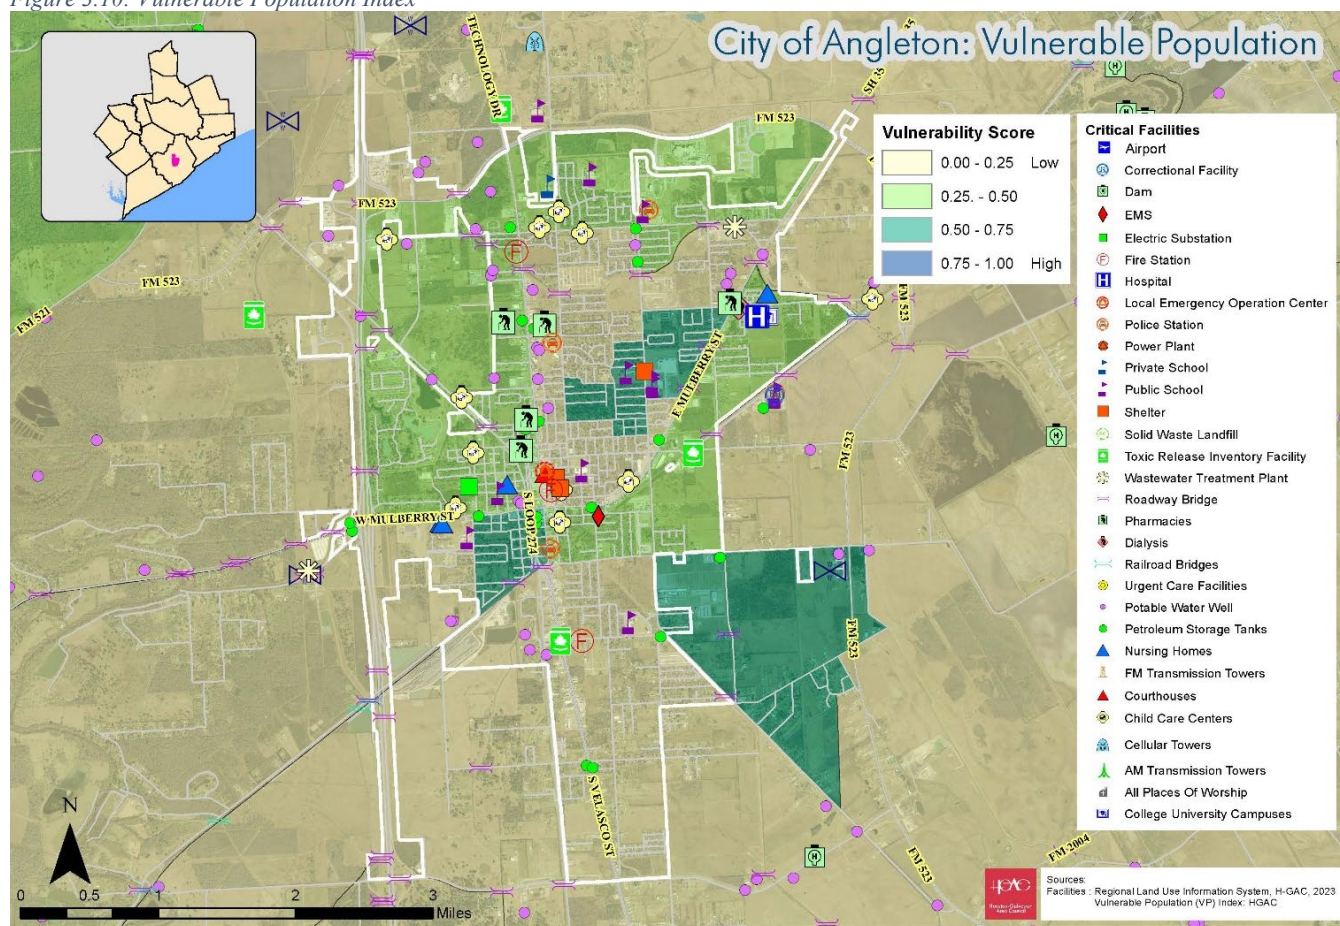 Figure 3.10: Vulnerable Population Index
City of Angleton: Vulnerable Population
TECHNOLOGY DR
SH 35
FM 523
FM 523
FM 523
FM 521
FM 523
E MULBERRY ST
FM 523
W MULBERRY ST
S LOOP 274
FM 523
S VELASCO ST
FM 523
FM 2004
Vulnerability Score
0.00 - 0.25 Low
0.25. - 0.50
0.50 - 0.75
0.75 - 1.00 High
Critical Facilities
Airport
Correctional Facility
Dam
EMS
Electric Substation
Fire Station
Hospital
Local Emergency Operation Center
Police Station
Power Plant
Private School
Public School
Shelter
Solid Waste Landfill
Toxic Release Inventory Facility
Wastewater Treatment Plant
Roadway Bridge
Pharmacies
Dialysis
Railroad Bridges
Urgent Care Facilities
Potable Water Well
Petroleum Storage Tanks
Nursing Homes
FM Transmission Towers
Courthouses
Child Care Centers
Cellular Towers
AM Transmission Towers
All Places Of Worship
College University Campuses
N
0 0.5 1 2 3
Miles
Houston-Galveston
Area Council
Sources:
Facilities : Regional Land Use Information System, H-GAC, 2023
Vulnerable Population (VP) Index: HGAC